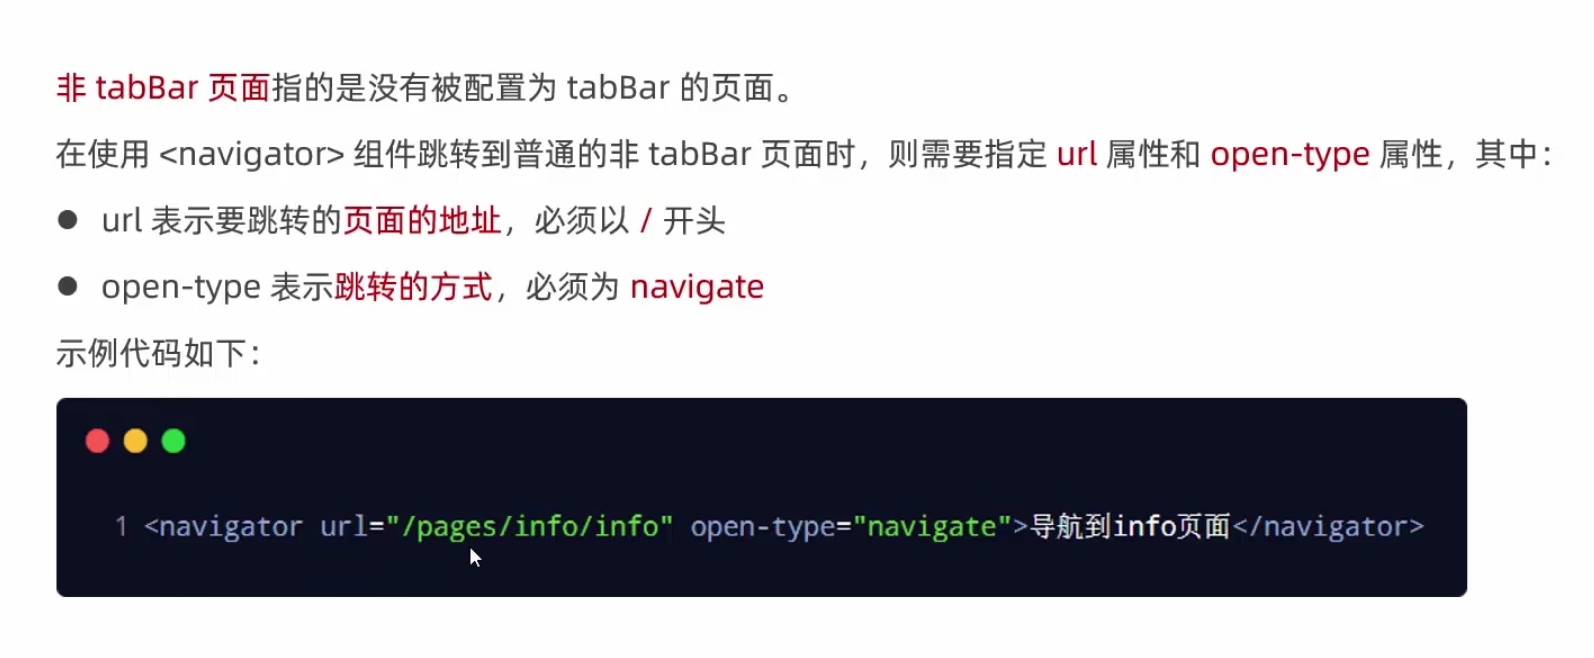 非 tabBar 页面指的是没有被配置为 tabBar 的页面。
在使用 <navigator> 组件跳转到普通的非 tabBar 页面时，则需要指定 url 属性和 open-type 属性，其中：
● url 表示要跳转的页面的地址，必须以 / 开头
● open-type 表示跳转的方式，必须为 navigate
示例代码如下：
1 <navigator url="/pages/info/info" open-type="navigate">导航到info页面</navigator>